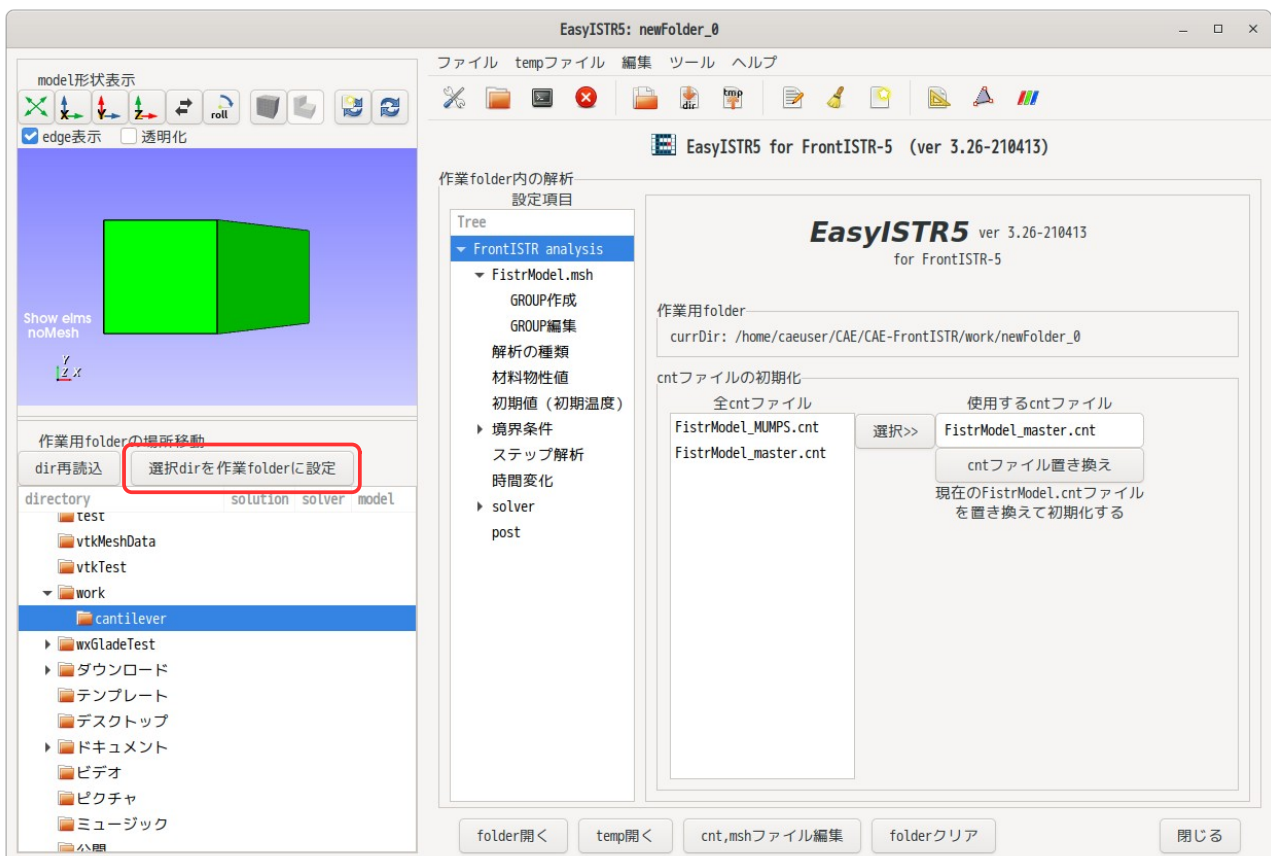 EasyISTR5: newFolder_0
model形状表示
X
Y
Z
roll
edge表示 透明化
Show elms
noMesh
Y
Z X
作業用folderの場所移動
dir再読込 選択dirを作業folderに設定
directory solution solver model
test
vtkMeshData
vtkTest
work
cantilever
wxGladeTest
ダウンロード
テンプレート
デスクトップ
ドキュメント
ビデオ
ピクチャ
ミュージック
公開
ファイル tempファイル 編集 ツール ヘルプ
dir
tmp
EasyISTR5 for FrontISTR-5 (ver 3.26-210413)
作業folder内の解析
設定項目
Tree
FrontISTR analysis
FistrModel.msh
GROUP作成
GROUP編集
解析の種類
材料物性値
初期値(初期温度)
境界条件
ステップ解析
時間変化
solver
post
EasyISTR5 ver 3.26-210413
for FrontISTR-5
作業用folder
currDir: /home/caeuser/CAE/CAE-FrontISTR/work/newFolder_0
cntファイルの初期化
全cntファイル
FistrModel_MUMPS.cnt
FistrModel_master.cnt
選択>>
使用するcntファイル
FistrModel_master.cnt
cntファイル置き換え
現在のFistrModel.cntファイル
を置き換えて初期化する
folder開く temp開く cnt,mshファイル編集 folderクリア 閉じる